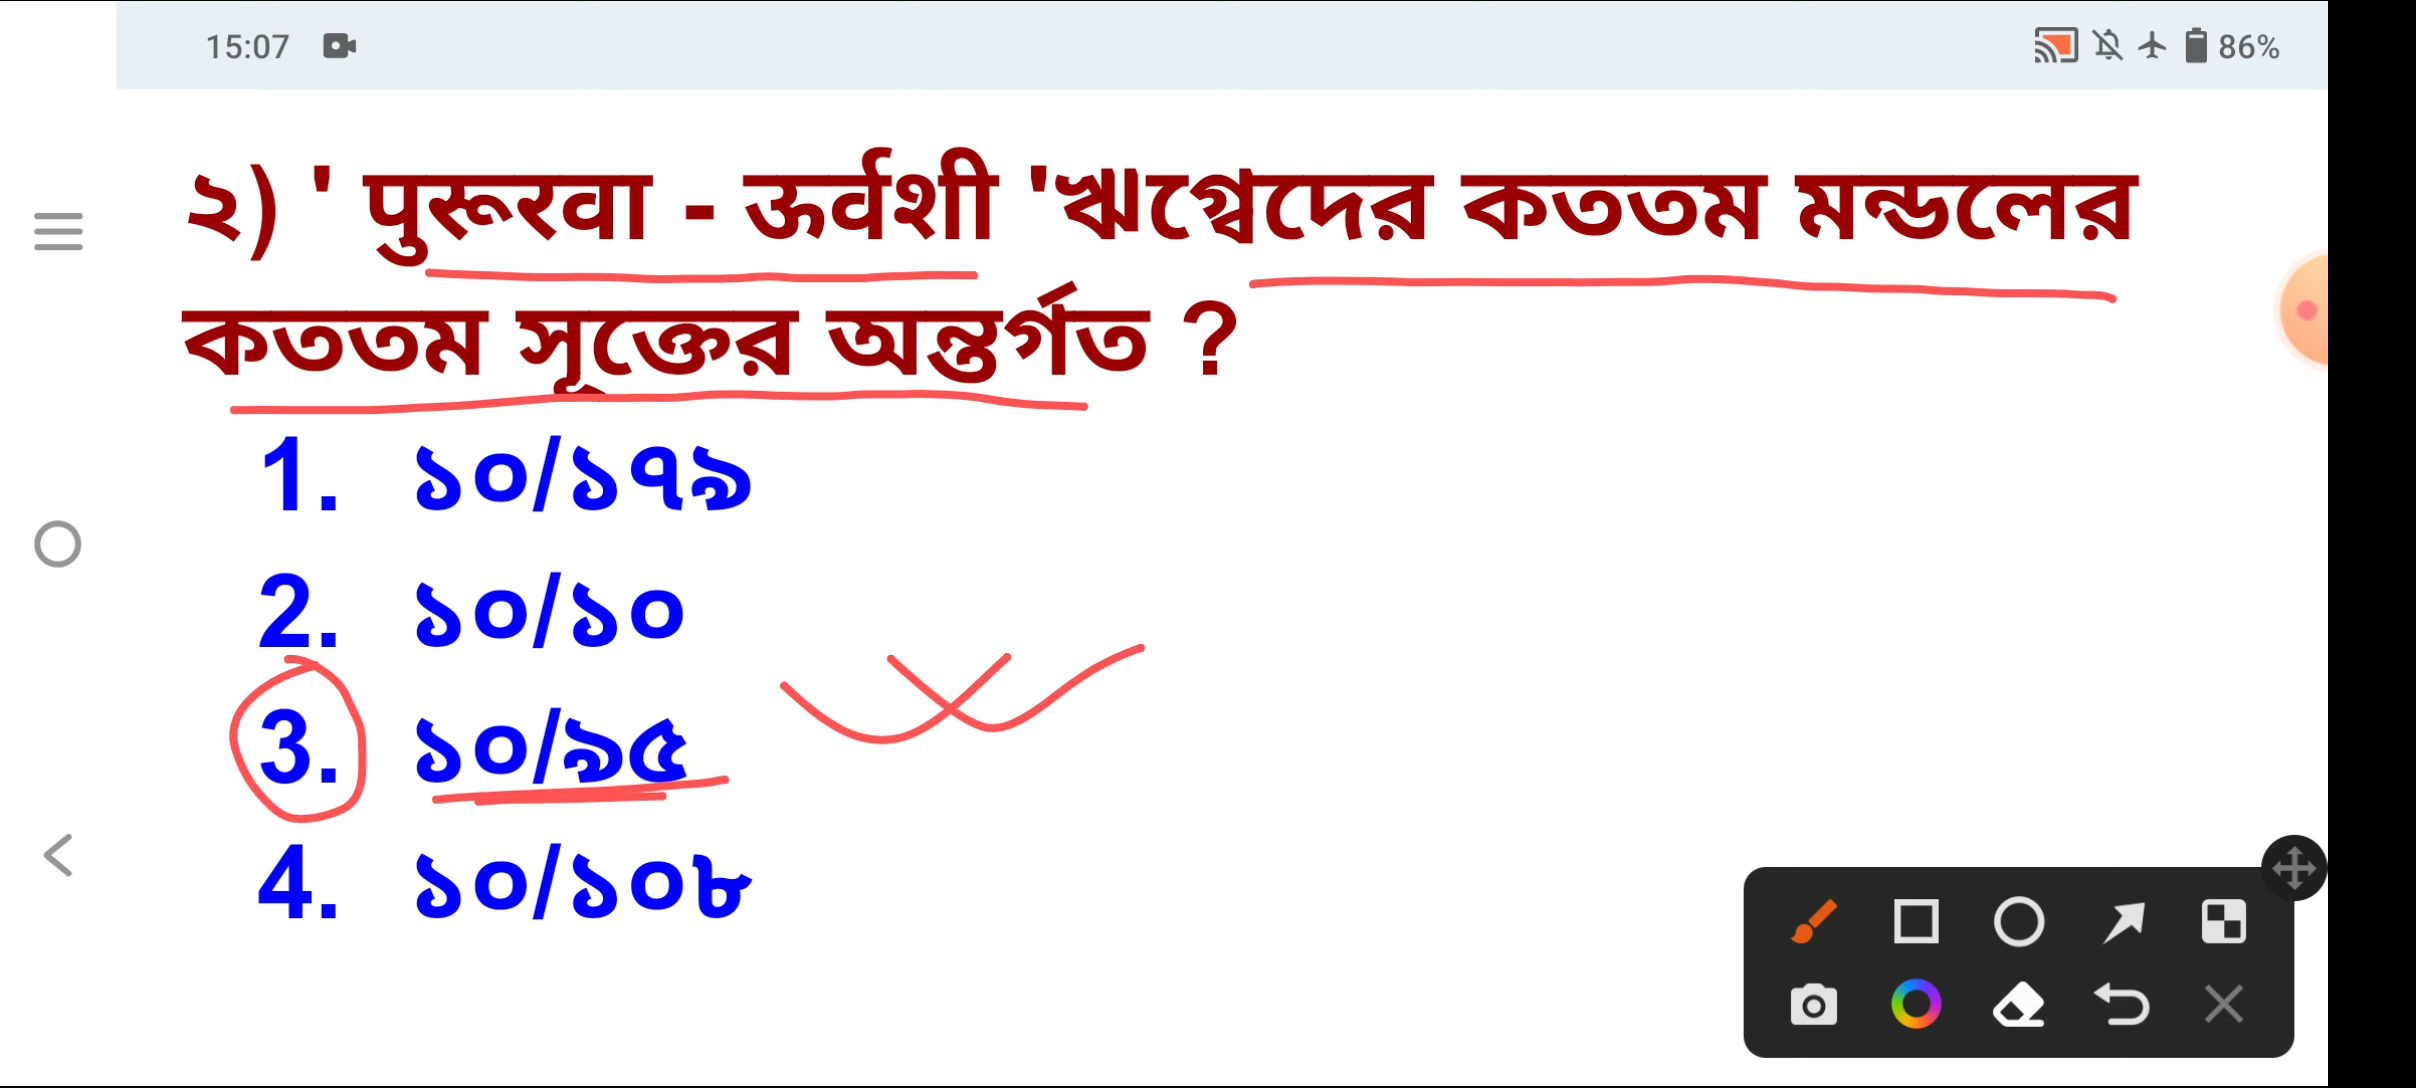 15:07 86%
২) ' পুরূরবা - ঊর্বশী 'ঋগ্বেদের কততম মন্ডলের
কততম সূক্তের অন্তর্গত ?
1. ১০/১৭৯
2. ১০/১০
3. ১০/৯৫
4. ১০/১০৮